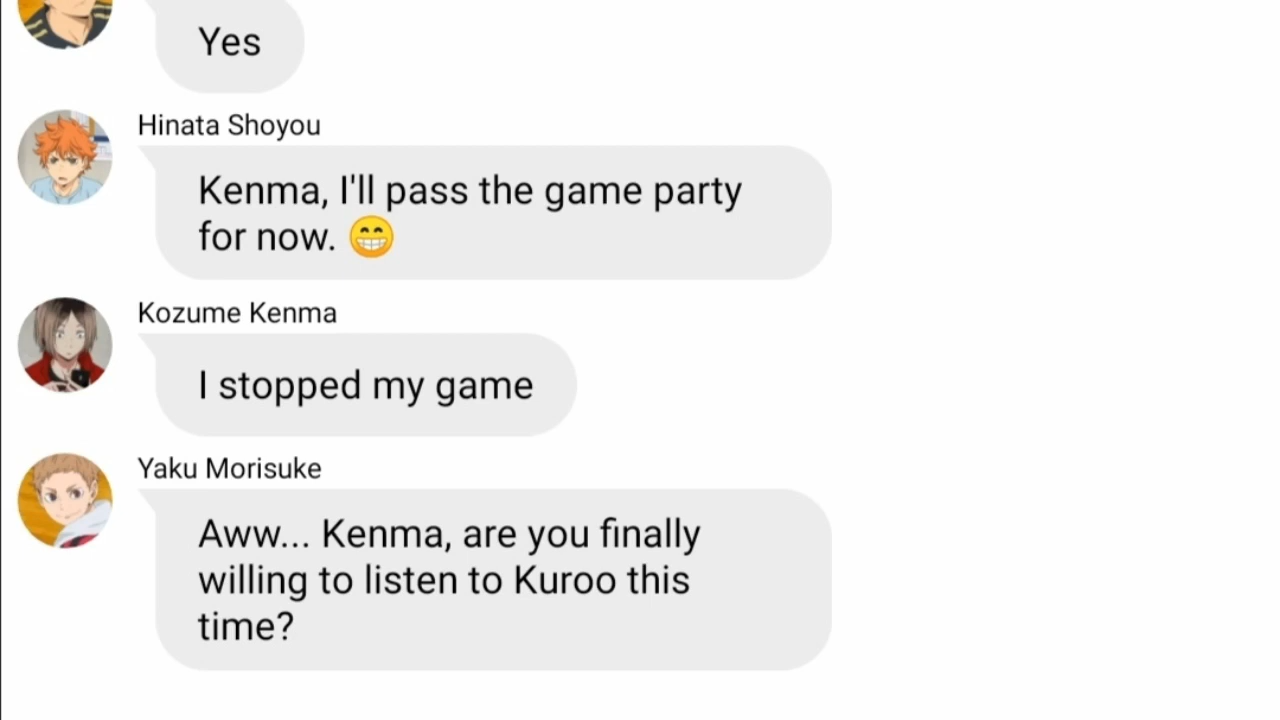 Yes
Hinata Shoyou
Kenma, I'll pass the game party
for now. 😁
Kozume Kenma
I stopped my game
Yaku Morisuke
Aww... Kenma, are you finally
willing to listen to Kuroo this
time?